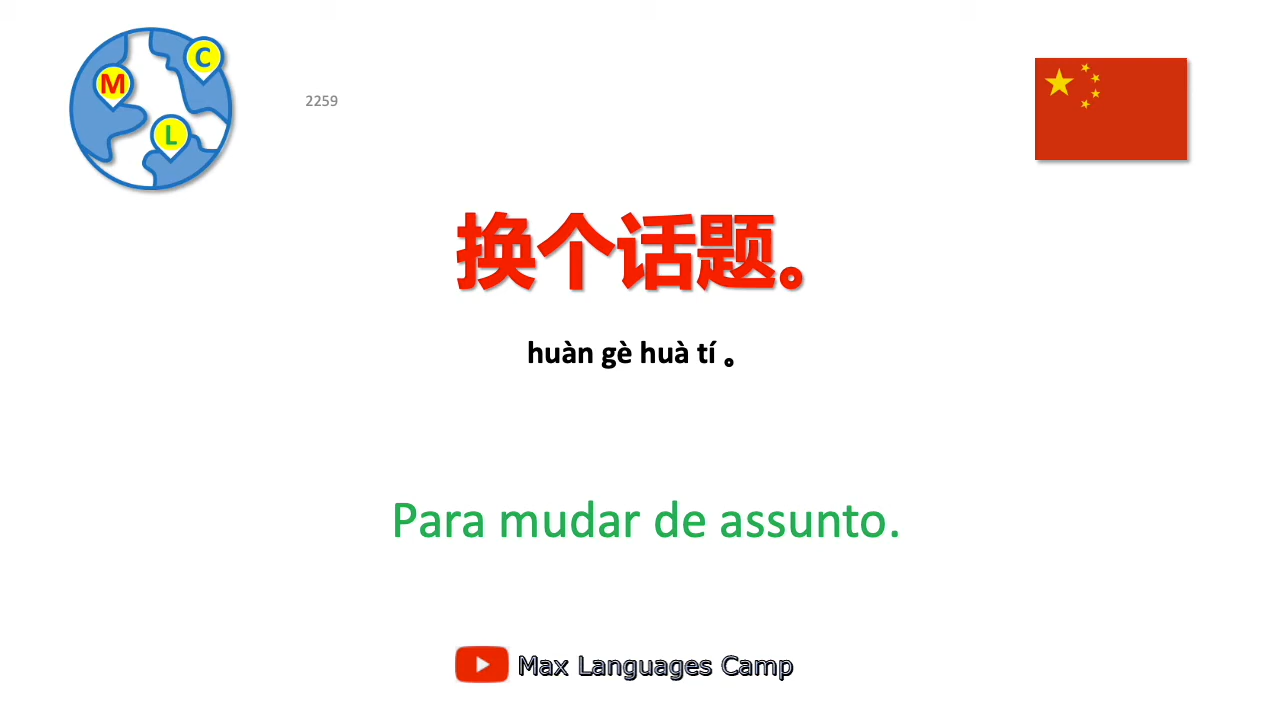 M
C
L
2259
换个话题。
huàn gè huà tí 。
Para mudar de assunto.
Max Languages Camp